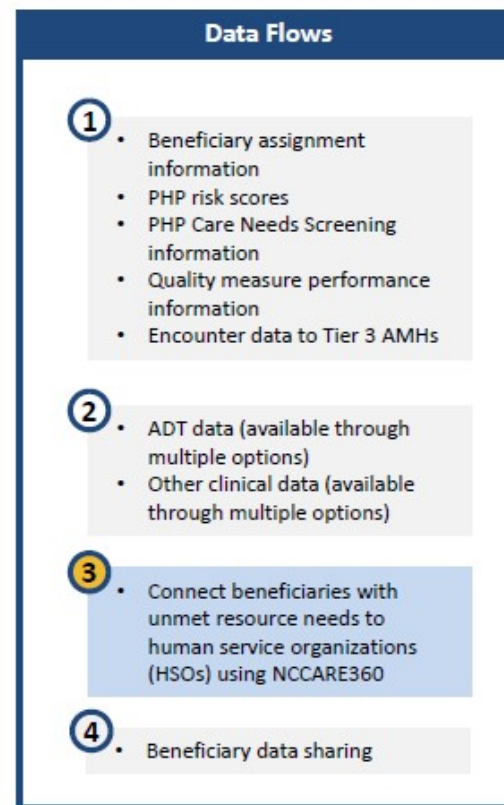 Data Flows
1
• Beneficiary assignment
information
• PHP risk scores
• PHP Care Needs Screening
information
• Quality measure performance
information
• Encounter data to Tier 3 AMHs
2
• ADT data (available through
multiple options)
• Other clinical data (available
through multiple options)
3
• Connect beneficiaries with
unmet resource needs to
human service organizations
(HSOs) using NCCARE360
4
• Beneficiary data sharing